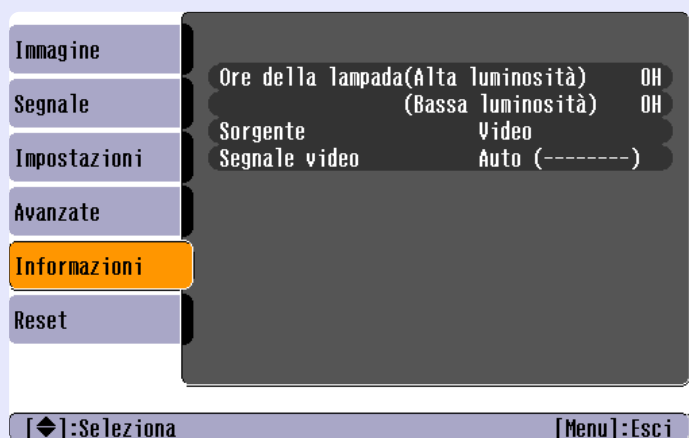 Immagine
Segnale
Impostazioni
Avanzate
Informazioni
Reset
Ore della lampada(Alta luminosità) 0H
(Bassa luminosità) 0H
Sorgente Video
Segnale video Auto (--------)
[◆]:Seleziona [Menu]:Esci